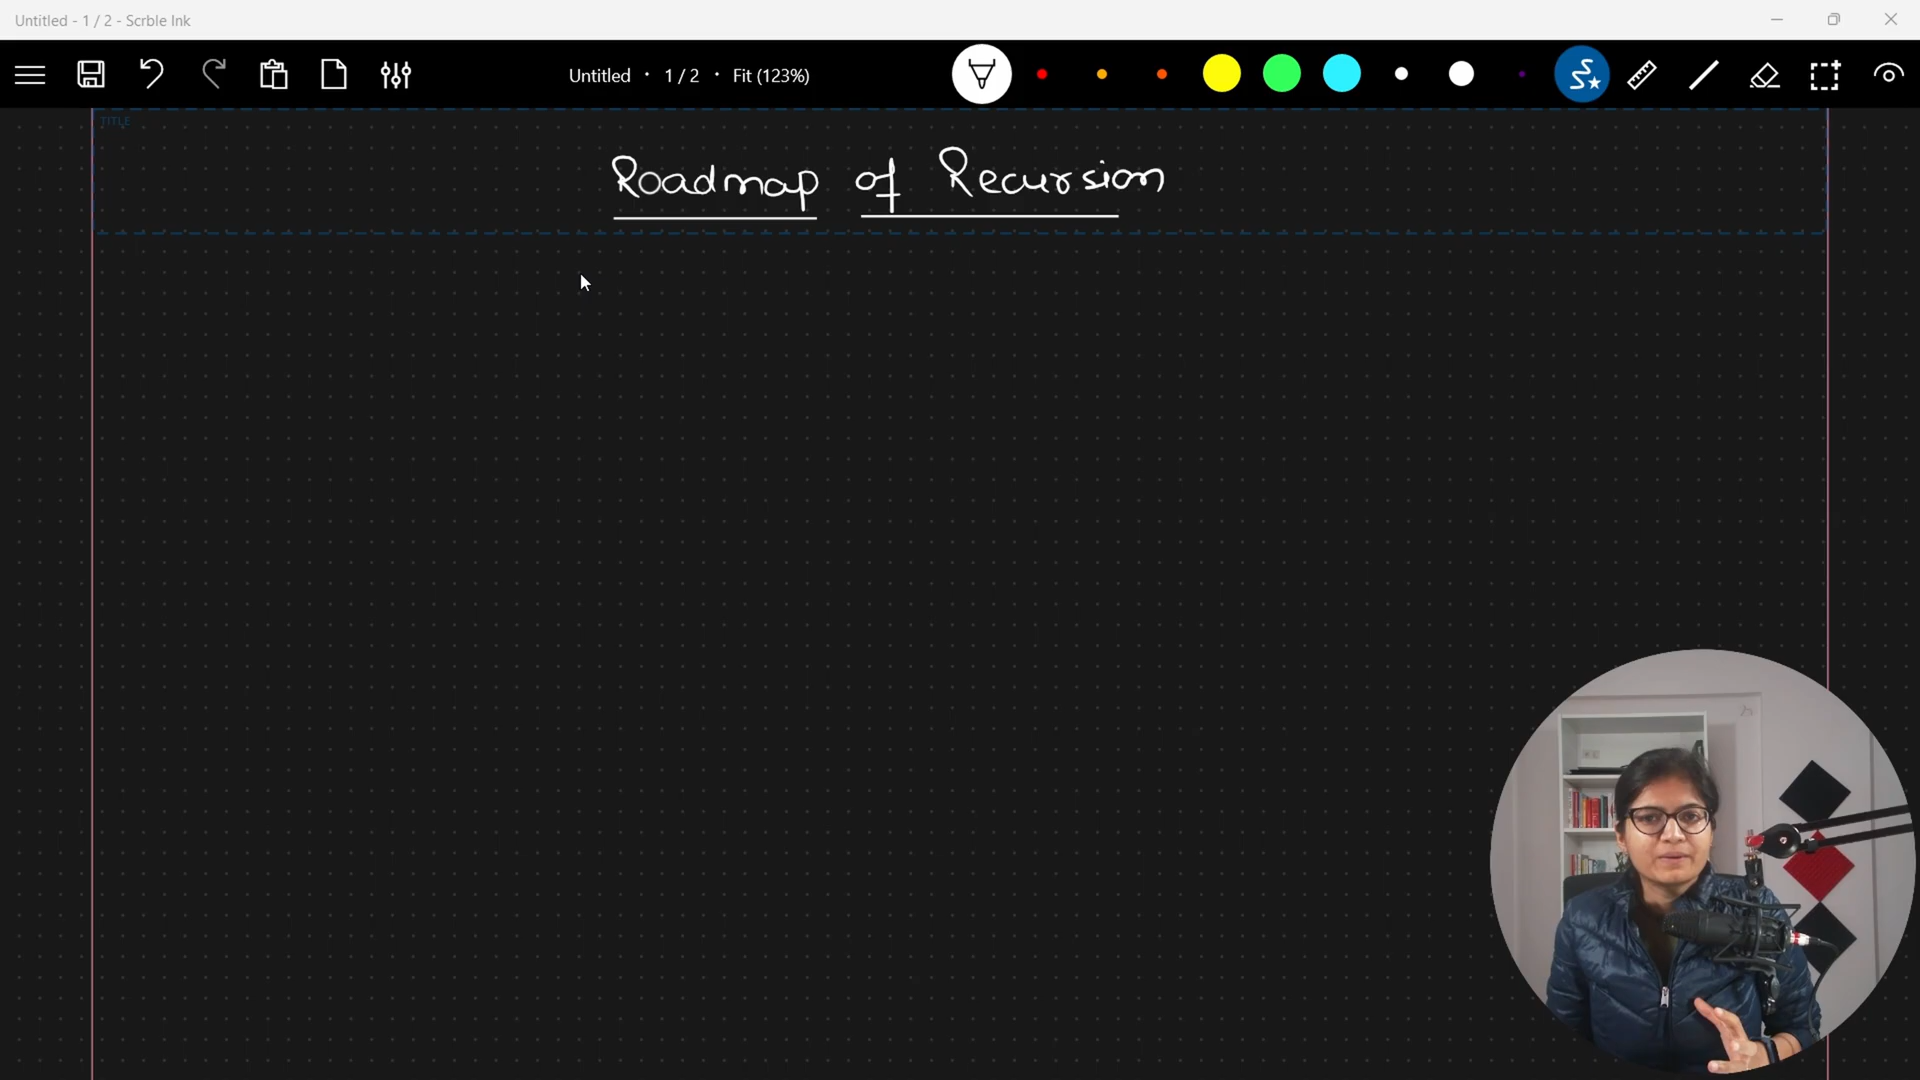 Untitled - 1 / 2 - Scrble Ink
Untitled • 1 / 2 • Fit (123%)
TITLE
Roadmap of Recursion